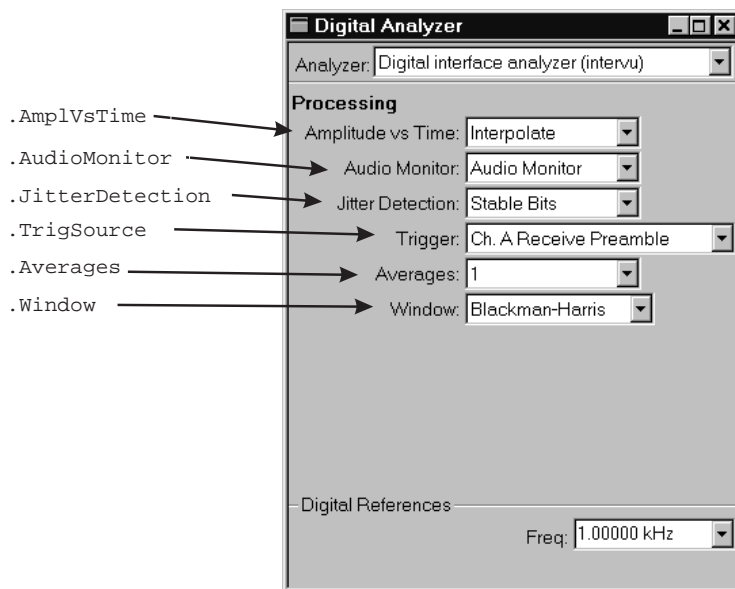 Digital Analyzer
Analyzer: Digital interface analyzer (intervu)
Processing
.AmplVsTime Amplitude vs Time: Interpolate
.AudioMonitor Audio Monitor: Audio Monitor
.JitterDetection Jitter Detection: Stable Bits
.TrigSource Trigger: Ch. A Receive Preamble
.Averages Averages: 1
.Window Window: Blackman-Harris
Digital References
Freq: 1.00000 kHz